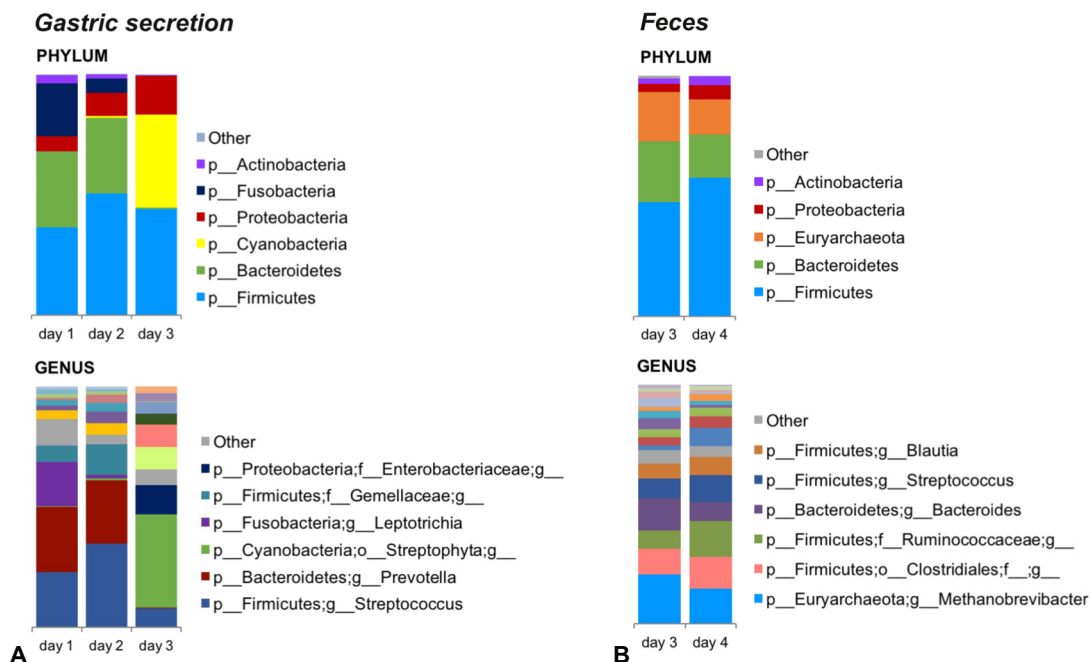 Gastric secretion
PHYLUM
Other
p__Actinobacteria
p__Fusobacteria
p__Proteobacteria
p__Cyanobacteria
p__Bacteroidetes
p__Firmicutes
day 1 day 2 day 3
GENUS
Other
p__Proteobacteria;f__Enterobacteriaceae;g__
p__Firmicutes;f__Gemellaceae;g__
p__Fusobacteria;g__Leptotrichia
p__Cyanobacteria;o__Streptophyta;g__
p__Bacteroidetes;g__Prevotella
p__Firmicutes;g__Streptococcus
day 1 day 2 day 3
A
Feces
PHYLUM
Other
p__Actinobacteria
p__Proteobacteria
p__Euryarchaeota
p__Bacteroidetes
p__Firmicutes
day 3 day 4
GENUS
Other
p__Firmicutes;g__Blautia
p__Firmicutes;g__Streptococcus
p__Bacteroidetes;g__Bacteroides
p__Firmicutes;f__Ruminococcaceae;g__
p__Firmicutes;o__Clostridiales;f__;g__
p__Euryarchaeota;g__Methanobrevibacter
day 3 day 4
B